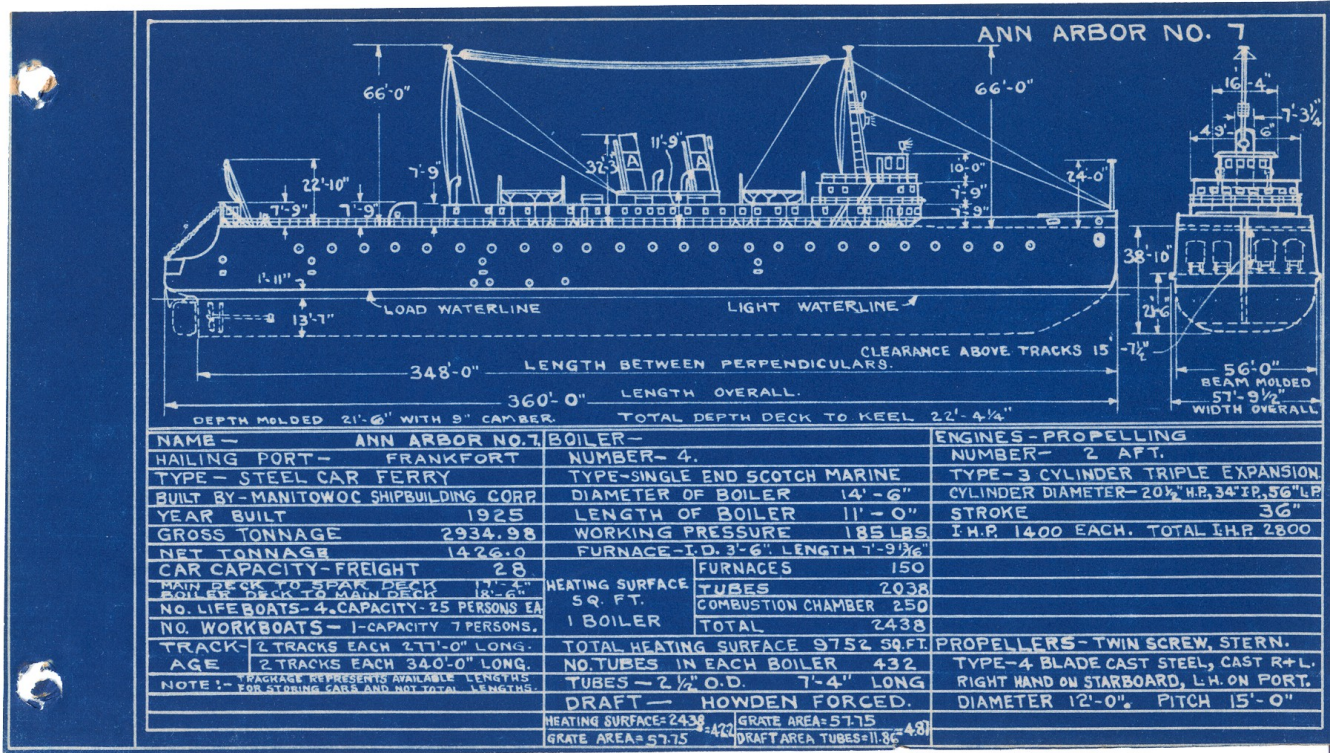 ANN ARBOR NO. 7
66'-0"
66'-0"
16'-4"
7'-3¼
4'9'-6"
32'-3"
11'-9"
A
A
22'-10"
7'-9"
7'-9"
7'-9"
10'-0"
7'-9"
7'-9"
24'-0"
38'-10"
21'-6"
1'-11"
13'-7"
LOAD WATERLINE
LIGHT WATERLINE
CLEARANCE ABOVE TRACKS 15'-7½"
348'-0" LENGTH BETWEEN PERPENDICULARS.
360'-0" LENGTH OVERALL.
56'-0"
BEAM MOLDED
57'-9½"
WIDTH OVERALL
DEPTH MOLDED 21'-6" WITH 9" CAMBER. TOTAL DEPTH DECK TO KEEL 22'-4¼"
NAME— ANN ARBOR NO.7
HAILING PORT— FRANKFORT
TYPE— STEEL CAR FERRY
BUILT BY-MANITOWOC SHIPBUILDING CORP.
YEAR BUILT 1925
GROSS TONNAGE 2934.98
NET TONNAGE 1426.0
CAR CAPACITY-FREIGHT 28
MAIN DECK TO SPAR DECK 17'-4"
BOILER DECK TO MAIN DECK 18'-6"
NO. LIFEBOATS-4. CAPACITY-25 PERSONS EA
NO. WORKBOATS— 1-CAPACITY 7 PERSONS.
TRACK- 2 TRACKS EACH 277'-0" LONG.
AGE 2 TRACKS EACH 340'-0" LONG.
NOTE:- TRACKAGE REPRESENTS AVAILABLE LENGTHS
FOR STORING CARS AND NOT TOTAL LENGTHS.
BOILER—
NUMBER— 4.
TYPE-SINGLE END SCOTCH MARINE
DIAMETER OF BOILER 14'-6"
LENGTH OF BOILER 11'-0"
WORKING PRESSURE 185 LBS.
FURNACE-I.D. 3'-6". LENGTH 7'-9¹³⁄₁₆"
HEATING SURFACE
SQ. FT.
1 BOILER
FURNACES 150
TUBES 2038
COMBUSTION CHAMBER 250
TOTAL 2438
TOTAL HEATING SURFACE 9752 SQ.FT.
NO. TUBES IN EACH BOILER 432
TUBES— 2½" O.D. 7'-4" LONG
DRAFT— HOWDEN FORCED.
HEATING SURFACE=2438
GRATE AREA=57.75 =42.2
GRATE AREA=57.75
DRAFT AREA TUBES=11.86 =4.87
ENGINES-PROPELLING
NUMBER- 2 AFT.
TYPE-3 CYLINDER TRIPLE EXPANSION
CYLINDER DIAMETER—20½" H.P., 34" I.P., 56" L.P.
STROKE 36"
I.H.P. 1400 EACH. TOTAL I.H.P. 2800
PROPELLERS-TWIN SCREW, STERN.
TYPE-4 BLADE CAST STEEL, CAST R+L.
RIGHT HAND ON STARBOARD, L.H. ON PORT.
DIAMETER 12'-0". PITCH 15'-0"